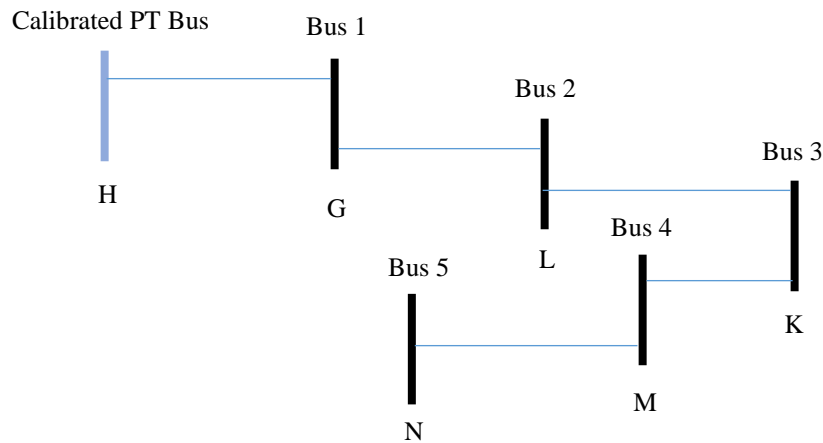 Calibrated PT Bus
Bus 1
Bus 2
Bus 3
H
G
Bus 4
L
Bus 5
K
M
N